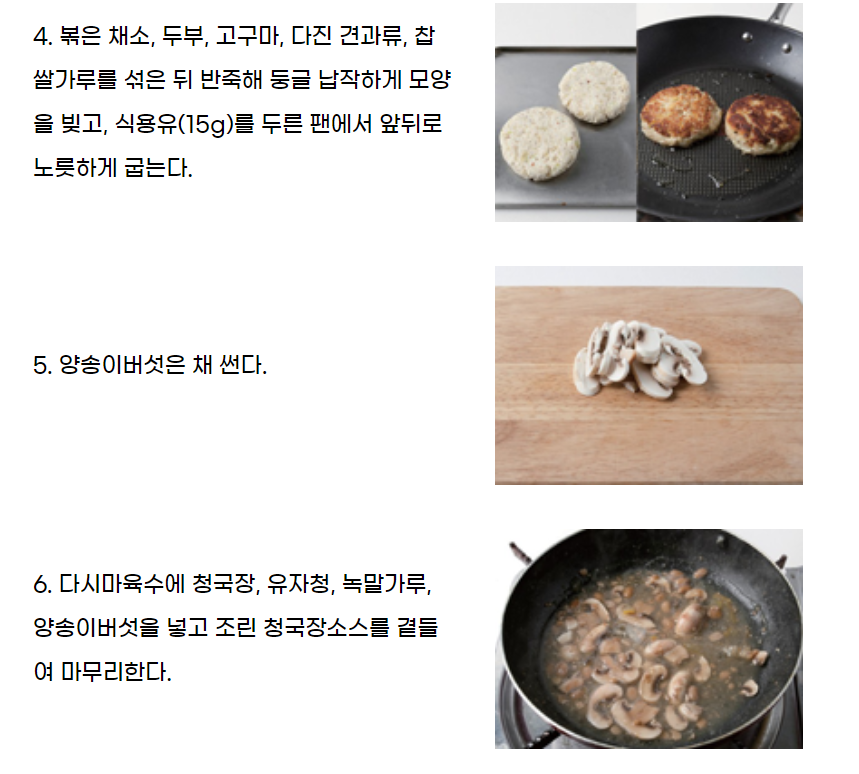 4. 볶은 채소, 두부, 고구마, 다진 견과류, 찹
쌀가루를 섞은 뒤 반죽해 둥글 납작하게 모양
을 빚고, 식용유(15g)를 두른 팬에서 앞뒤로
노릇하게 굽는다.
5. 양송이버섯은 채 썬다.
6. 다시마육수에 청국장, 유자청, 녹말가루,
양송이버섯을 넣고 조린 청국장소스를 곁들
여 마무리한다.